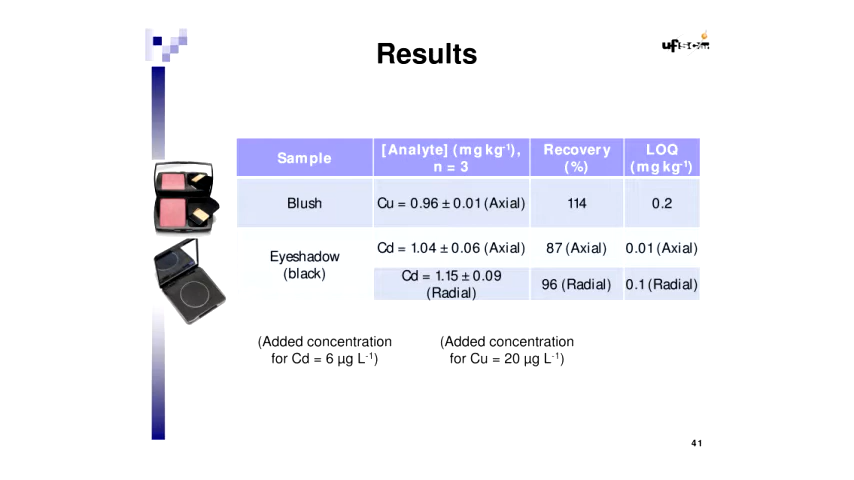 Results
ufscar
Sample
[Analyte] (mg kg⁻¹),
n = 3
Recovery
(%)
LOQ
(mg kg⁻¹)
Blush
Cu = 0.96 ± 0.01 (Axial)
114
0.2
Eyeshadow
(black)
Cd = 1.04 ± 0.06 (Axial)
87 (Axial)
0.01 (Axial)
Cd = 1.15 ± 0.09
(Radial)
96 (Radial)
0.1 (Radial)
(Added concentration
for Cd = 6 µg L⁻¹)
(Added concentration
for Cu = 20 µg L⁻¹)
41